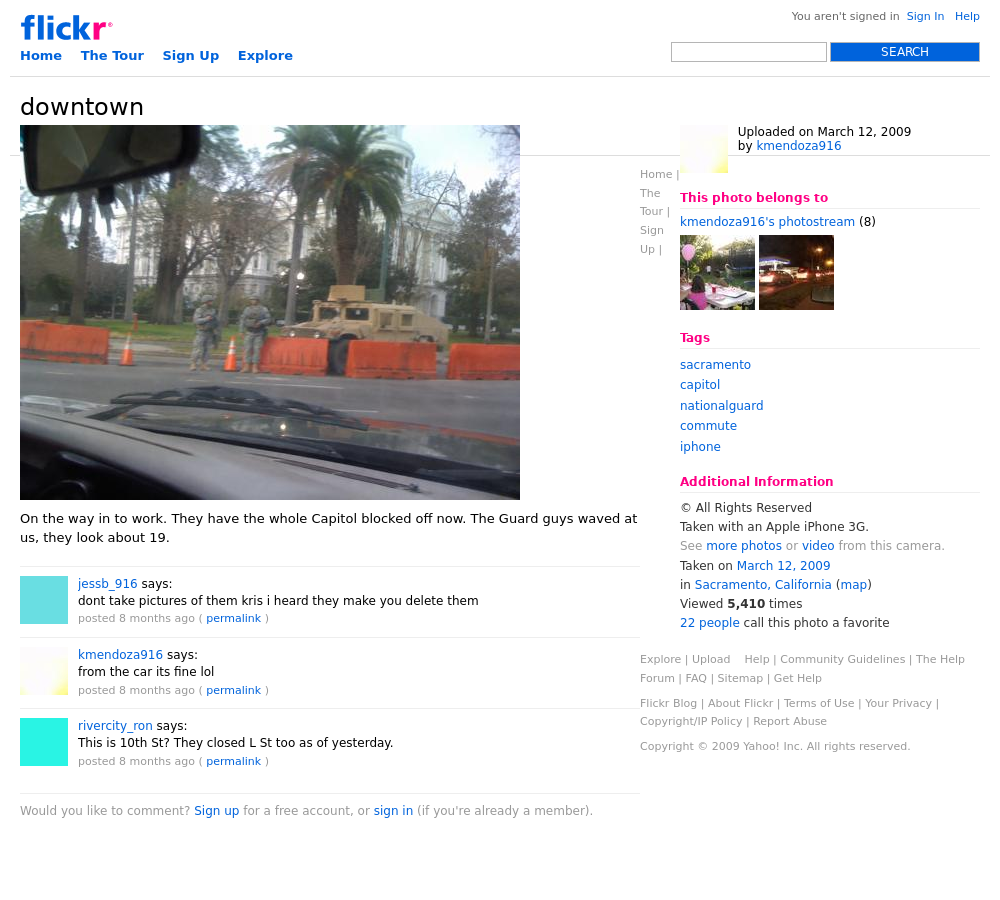 flickr
You aren't signed in Sign In Help
Home The Tour Sign Up Explore
SEARCH
downtown
Uploaded on March 12, 2009
by kmendoza916
Home |
The
Tour |
Sign
Up |
This photo belongs to
kmendoza916's photostream (8)
Tags
sacramento
capitol
nationalguard
commute
iphone
Additional Information
© All Rights Reserved
Taken with an Apple iPhone 3G.
See more photos or video from this camera.
Taken on March 12, 2009
in Sacramento, California (map)
Viewed 5,410 times
22 people call this photo a favorite
On the way in to work. They have the whole Capitol blocked off now. The Guard guys waved at
us, they look about 19.
jessb_916 says:
dont take pictures of them kris i heard they make you delete them
posted 8 months ago ( permalink )
kmendoza916 says:
from the car its fine lol
posted 8 months ago ( permalink )
rivercity_ron says:
This is 10th St? They closed L St too as of yesterday.
posted 8 months ago ( permalink )
Would you like to comment? Sign up for a free account, or sign in (if you're already a member).
Explore | Upload Help | Community Guidelines | The Help
Forum | FAQ | Sitemap | Get Help
Flickr Blog | About Flickr | Terms of Use | Your Privacy |
Copyright/IP Policy | Report Abuse
Copyright © 2009 Yahoo! Inc. All rights reserved.